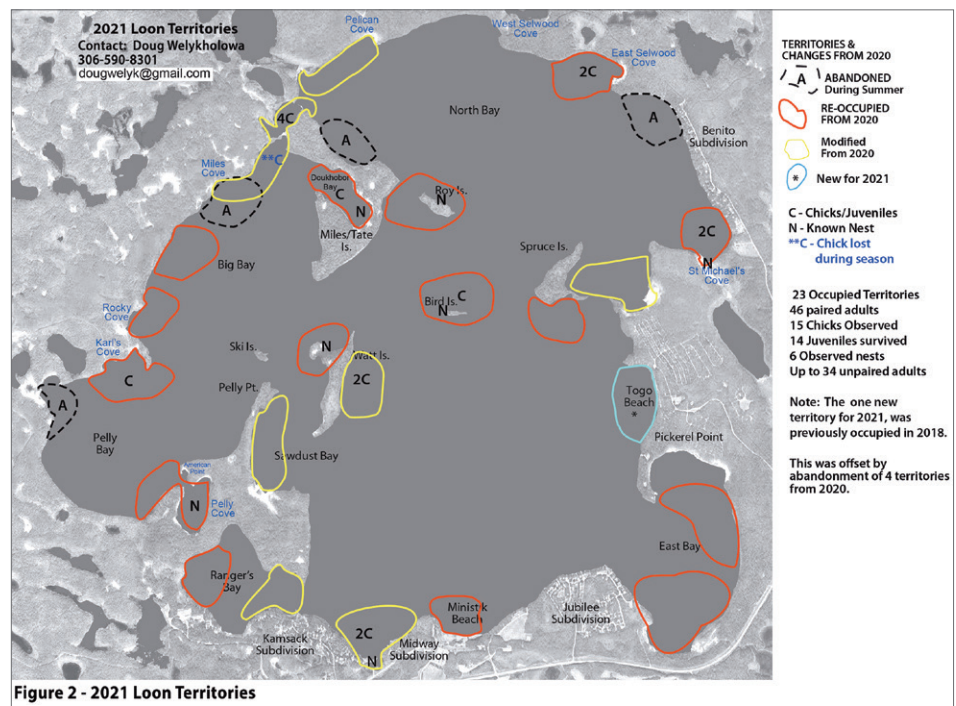 2021 Loon Territories
Contact: Doug Welykholowa
306-590-8301
dougwelyk@gmail.com
Pelican
Cove
West Selwood
Cove
East Selwood
Cove
2C
North Bay
4C
A
A
Benito
Subdivision
**C
Miles
Cove
A
Doukhobor
Bay
C
N
Roy Is.
N
Miles/Tate
Is.
2C
N
St Michael's
Cove
Spruce Is.
Big Bay
Bird Is.
C
N
Rocky
Cove
Karl's
Cove
C
Ski Is.
N
Watt Is.
2C
Pelly Pt.
A
Pelly
Bay
Togo
Beach
*
Pickerel Point
Sawdust Bay
American Point
N
Pelly
Cove
East Bay
Ranger's
Bay
Ministik
Beach
Jubilee
Subdivision
2C
N
Kamsack
Subdivision
Midway
Subdivision
TERRITORIES &
CHANGES FROM 2020
A
ABANDONED
During Summer
RE-OCCUPIED
FROM 2020
Modified
From 2020
*
New for 2021
C - Chicks/Juveniles
N - Known Nest
**C - Chick lost
during season
23 Occupied Territories
46 paired adults
15 Chicks Observed
14 Juveniles survived
6 Observed nests
Up to 34 unpaired adults
Note: The one new
territory for 2021, was
previously occupied in 2018.
This was offset by
abandonment of 4 territories
from 2020.
Figure 2 - 2021 Loon Territories